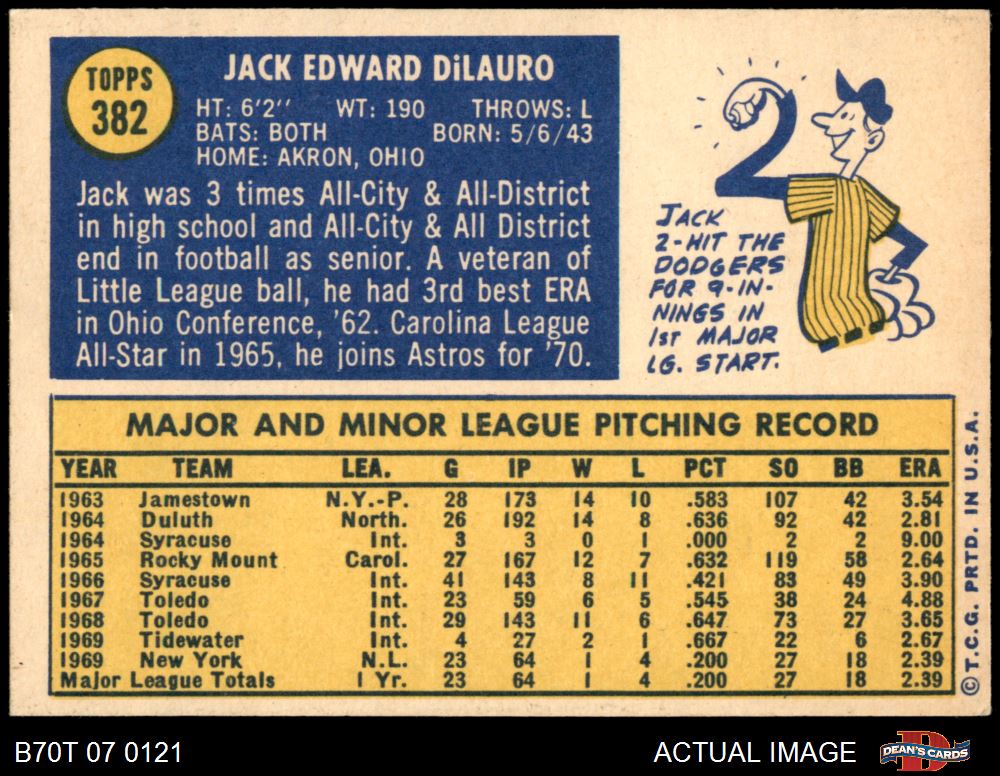 TOPPS
382
JACK EDWARD DiLAURO
HT: 6'2'' WT: 190 THROWS: L
BATS: BOTH BORN: 5/6/43
HOME: AKRON, OHIO
Jack was 3 times All-City & All-District
in high school and All-City & All District
end in football as senior. A veteran of
Little League ball, he had 3rd best ERA
in Ohio Conference, '62. Carolina League
All-Star in 1965, he joins Astros for '70.
2
JACK
2-HIT THE
DODGERS
FOR 9-IN-
NINGS IN
1st MAJOR
LG. START.
MAJOR AND MINOR LEAGUE PITCHING RECORD
YEAR TEAM LEA. G IP W L PCT SO BB ERA
1963 Jamestown N.Y.-P. 28 173 14 10 .583 107 42 3.54
1964 Duluth North. 26 192 14 8 .636 92 42 2.81
1964 Syracuse Int. 3 3 0 1 .000 2 2 9.00
1965 Rocky Mount Carol. 27 167 12 7 .632 119 58 2.64
1966 Syracuse Int. 41 143 8 11 .421 83 49 3.90
1967 Toledo Int. 23 59 6 5 .545 38 24 4.88
1968 Toledo Int. 29 143 11 6 .647 73 27 3.65
1969 Tidewater Int. 4 27 2 1 .667 22 6 2.67
1969 New York N.L. 23 64 1 4 .200 27 18 2.39
Major League Totals 1 Yr. 23 64 1 4 .200 27 18 2.39
© T.C.G. PRTD. IN U.S.A.
B70T 07 0121 ACTUAL IMAGE DEAN'S CARDS